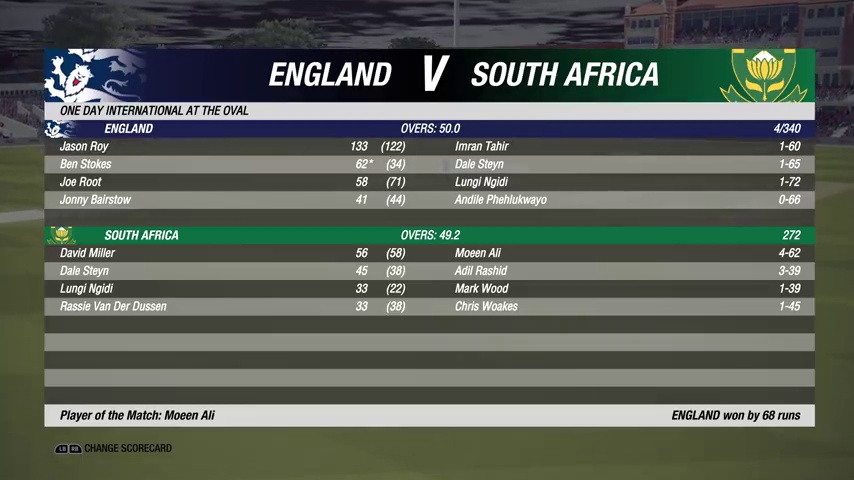 ENGLAND V SOUTH AFRICA
ONE DAY INTERNATIONAL AT THE OVAL
ENGLAND OVERS: 50.0 4/340
Jason Roy 133 (122) Imran Tahir 1-60
Ben Stokes 62* (34) Dale Steyn 1-65
Joe Root 58 (71) Lungi Ngidi 1-72
Jonny Bairstow 41 (44) Andile Phehlukwayo 0-66
SOUTH AFRICA OVERS: 49.2 272
David Miller 56 (58) Moeen Ali 4-62
Dale Steyn 45 (38) Adil Rashid 3-39
Lungi Ngidi 33 (22) Mark Wood 1-39
Rassie Van Der Dussen 33 (38) Chris Woakes 1-45
Player of the Match: Moeen Ali ENGLAND won by 68 runs
LB RB CHANGE SCORECARD